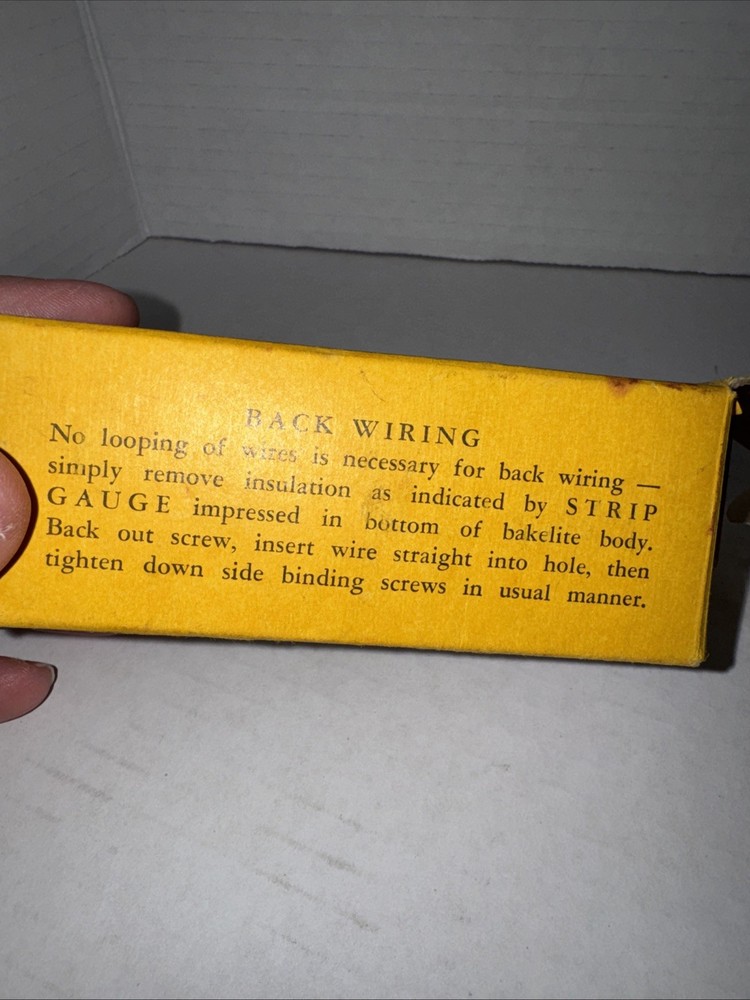 BACK WIRING
No looping of wires is necessary for back wiring —
simply remove insulation as indicated by STRIP
GAUGE impressed in bottom of bakelite body.
Back out screw, insert wire straight into hole, then
tighten down side binding screws in usual manner.